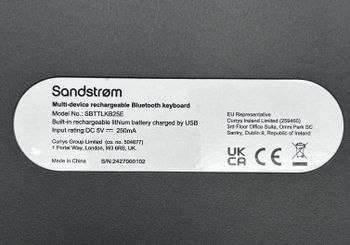 Sandstrøm
Multi-device rechargeable Bluetooth keyboard
Model No.: SBTTLKB25E
Built-in rechargeable lithium battery charged by USB
Input rating:DC 5V ⎓ 250mA
Currys Group Limited (co. no. 504877)
1 Portal Way, London, W3 6RS, UK.
Made in China
S/N:2427000102
EU Representative
Currys Ireland Limited (259460)
3rd Floor Office Suite, Omni Park SC
Santry, Dublin 9, Republic of Ireland
UK
CA
CE